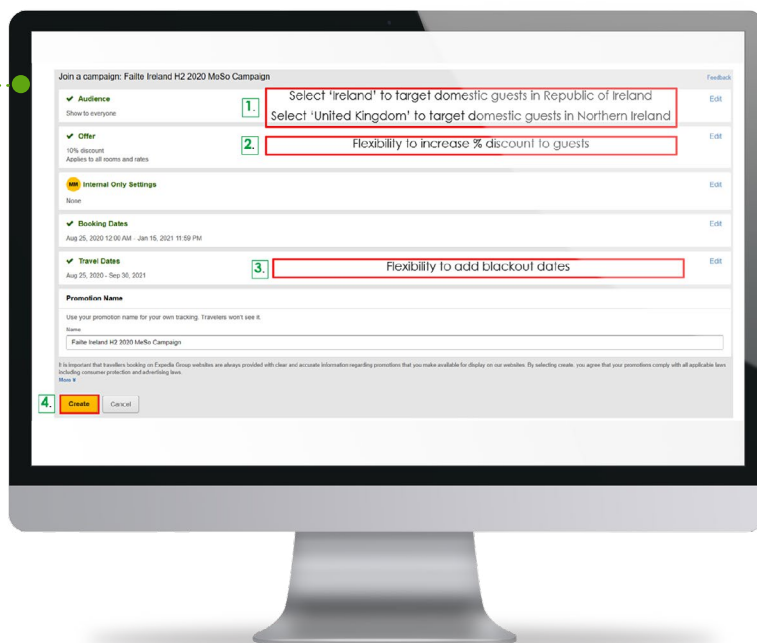 Join a campaign: Failte Ireland H2 2020 MoSo Campaign
Feedback
✔ Audience
Edit
Show to everyone
1.
Select 'Ireland' to target domestic guests in Republic of Ireland
Select 'United Kingdom' to target domestic guests in Northern Ireland
✔ Offer
Edit
10% discount
Applies to all rooms and rates
2.
Flexibility to increase % discount to guests
MM Internal Only Settings
Edit
None
✔ Booking Dates
Edit
Aug 25, 2020 12:00 AM - Jan 15, 2021 11:59 PM
✔ Travel Dates
Edit
Aug 25, 2020 - Sep 30, 2021
3.
Flexibility to add blackout dates
Promotion Name
Use your promotion name for your own tracking. Travelers won't see it.
Name
Failte Ireland H2 2020 MoSo Campaign
It is important that travellers booking on Expedia Group websites are always provided with clear and accurate information regarding promotions that you make available for display on our websites. By selecting create, you agree that your promotions comply with all applicable laws
including consumer protection and advertising laws.
More
4.
Create
Cancel